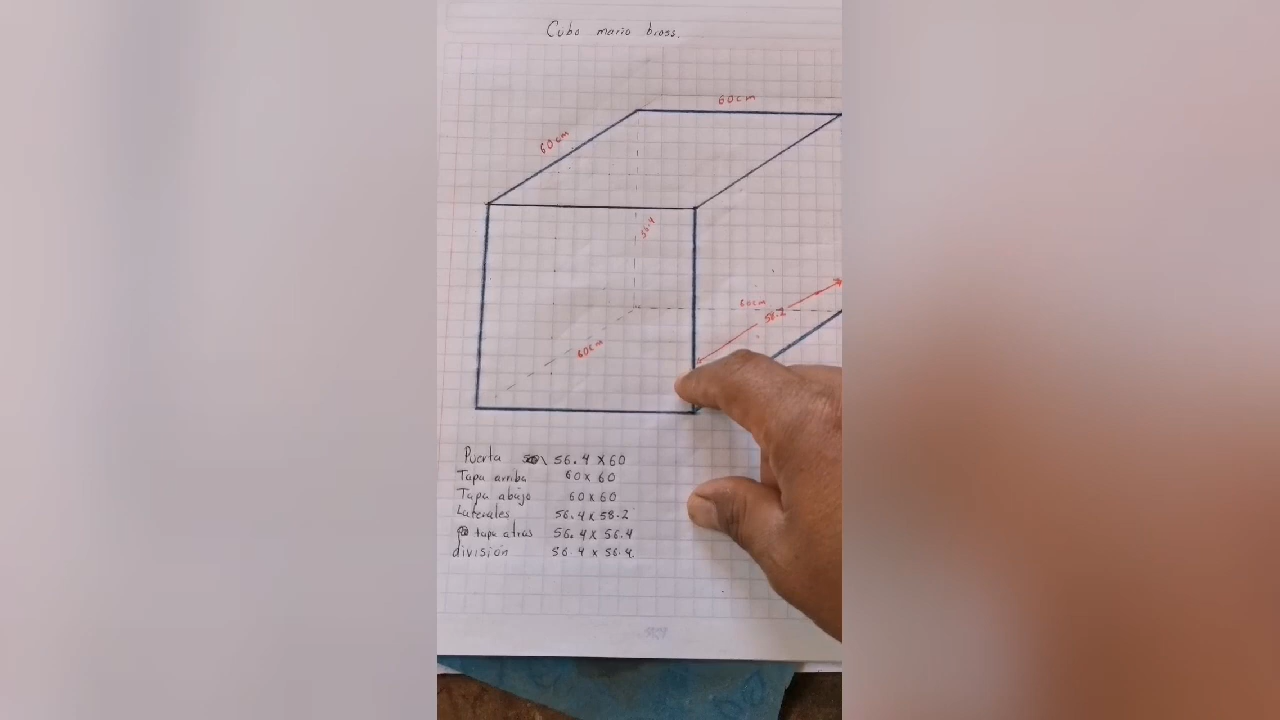 Cubo mario bross.
60cm
60cm
56.4
60cm
56.2
60cm
Puerta 56.4 x 60
Tapa arriba 60 x 60
Tapa abajo 60 x 60
Laterales 56.4 x 58.2
tapa atras 56.4 x 56.4
división 56.4 x 56.4